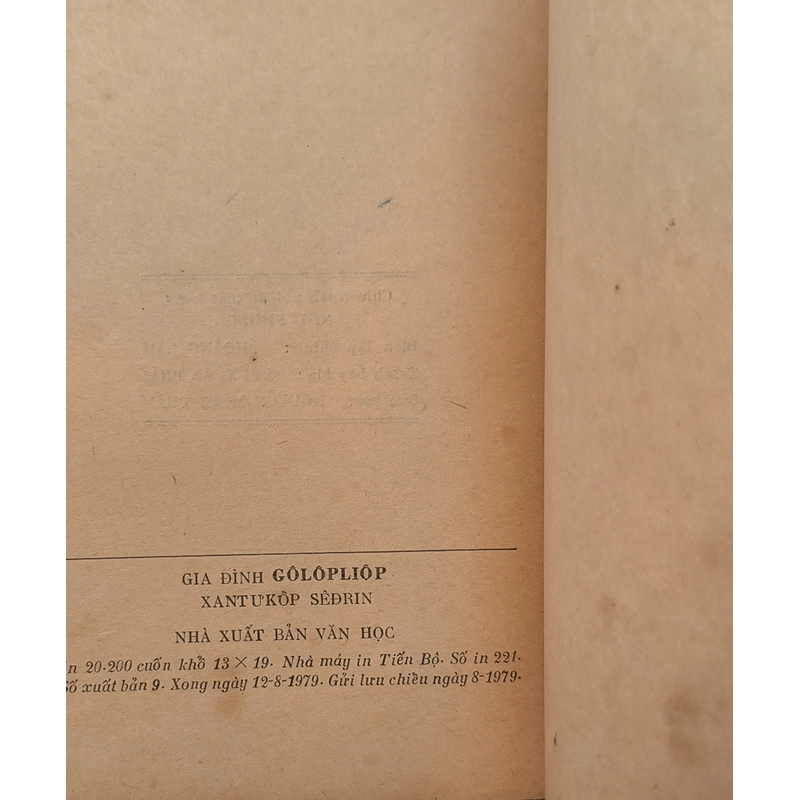 GIA ĐÌNH GÔLÔPLIÔP
XANTƯKÔP SÊĐRIN
NHÀ XUẤT BẢN VĂN HỌC
In 20.200 cuốn khổ 13 × 19. Nhà máy in Tiến Bộ. Số in 221.
Số xuất bản 9. Xong ngày 12-8-1979. Gửi lưu chiểu ngày 8-1979.